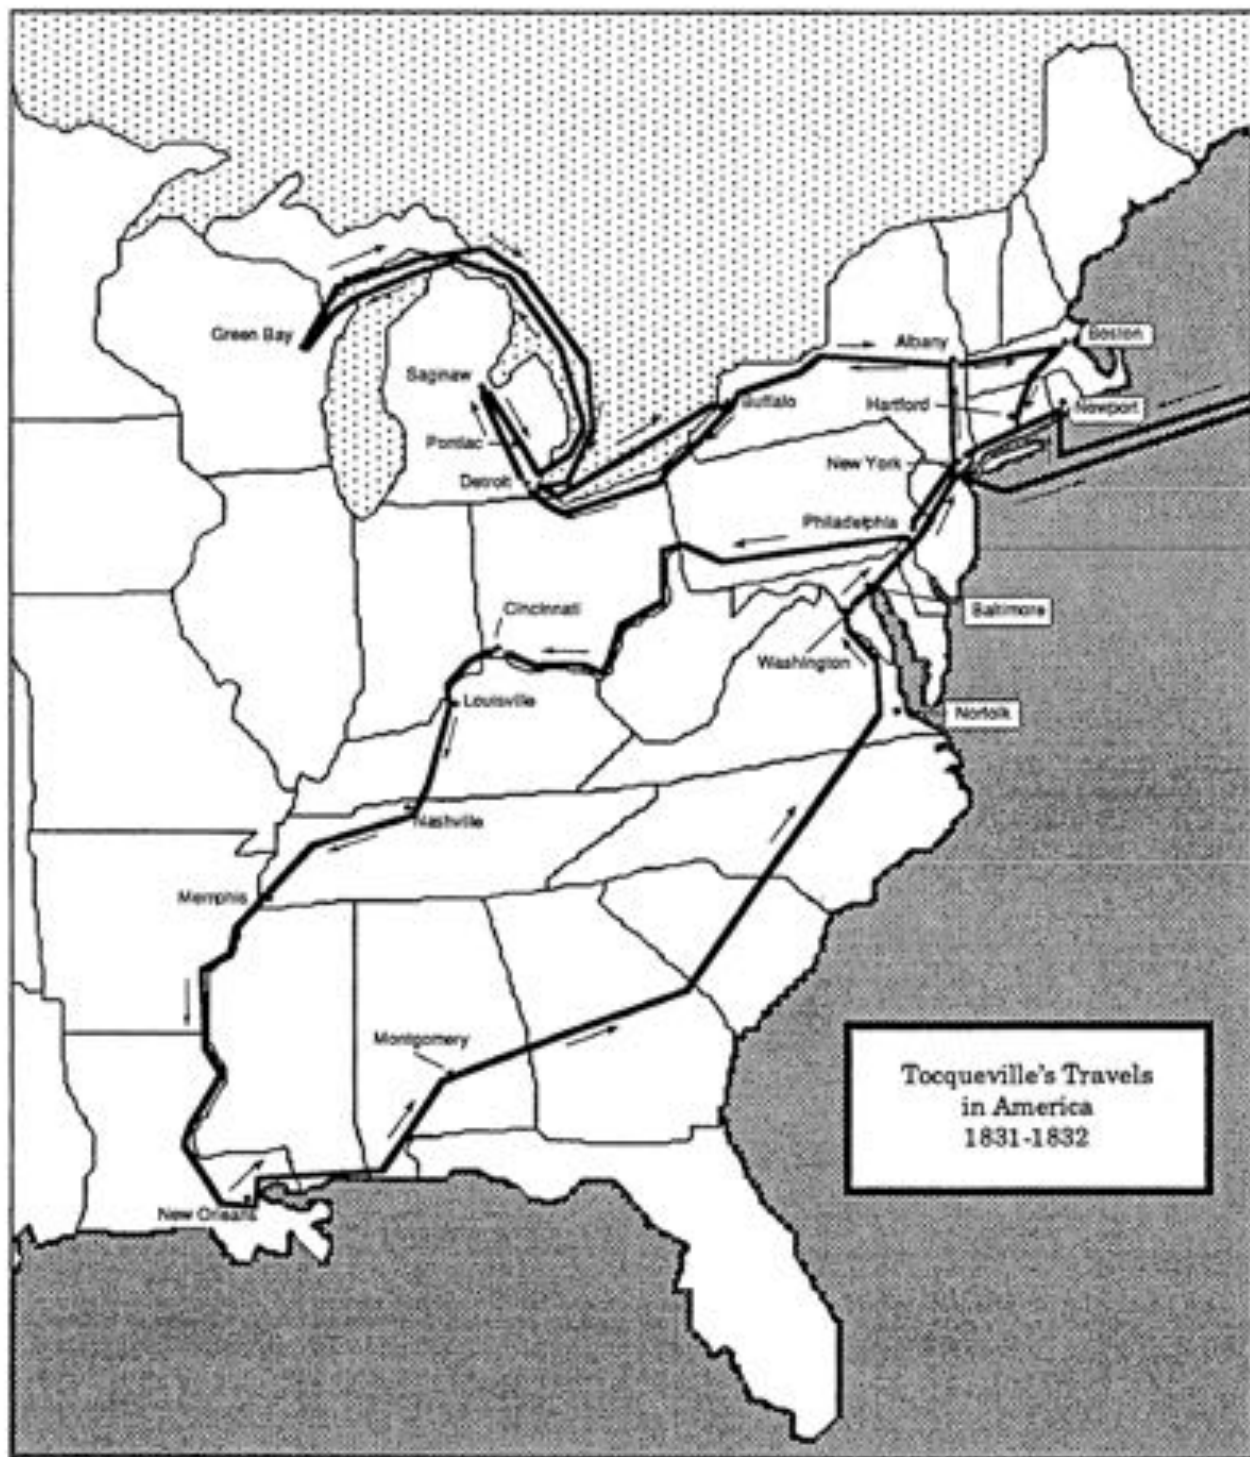 Green Bay
Saginaw
Pontiac
Detroit
Buffalo
Albany
Boston
Hartford
Newport
New York
Philadelphia
Baltimore
Washington
Norfolk
Cincinnati
Louisville
Nashville
Memphis
Montgomery
New Orleans
Tocqueville's Travels
in America
1831-1832